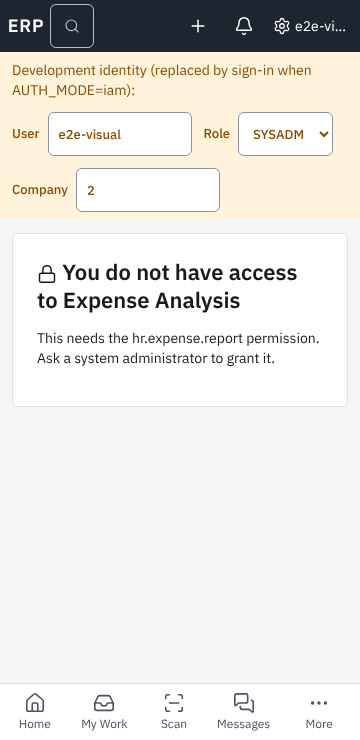 ERP
e2e-vi...
Development identity (replaced by sign-in when
AUTH_MODE=iam):
User e2e-visual Role SYSADM
Company 2
You do not have access
to Expense Analysis
This needs the hr.expense.report permission.
Ask a system administrator to grant it.
Home My Work Scan Messages More